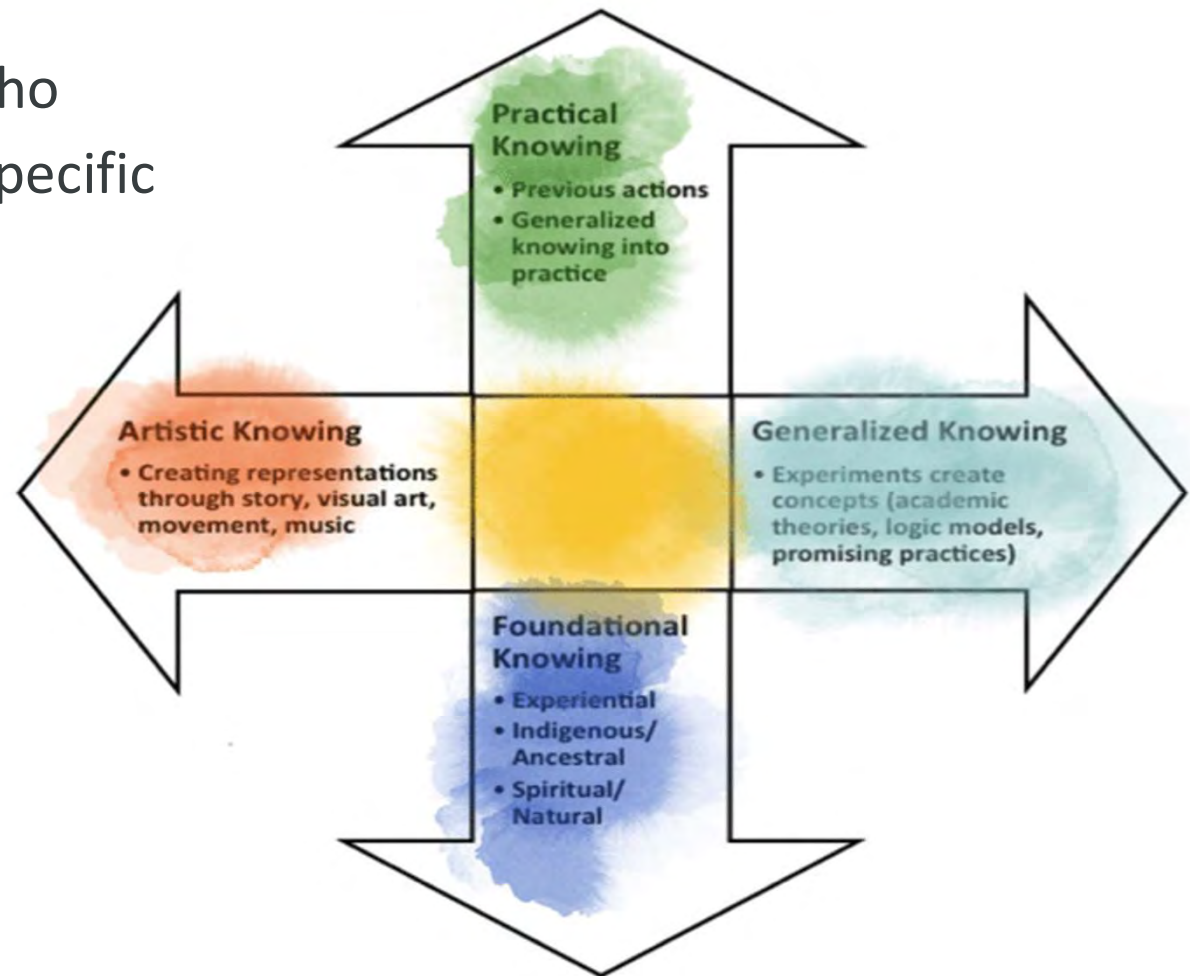 ho
pecific
Practical
Knowing
• Previous actions
• Generalized
knowing into
practice
Artistic Knowing
• Creating representations
through story, visual art,
movement, music
Generalized Knowing
• Experiments create
concepts (academic
theories, logic models,
promising practices)
Foundational
Knowing
• Experiential
• Indigenous/
Ancestral
• Spiritual/
Natural